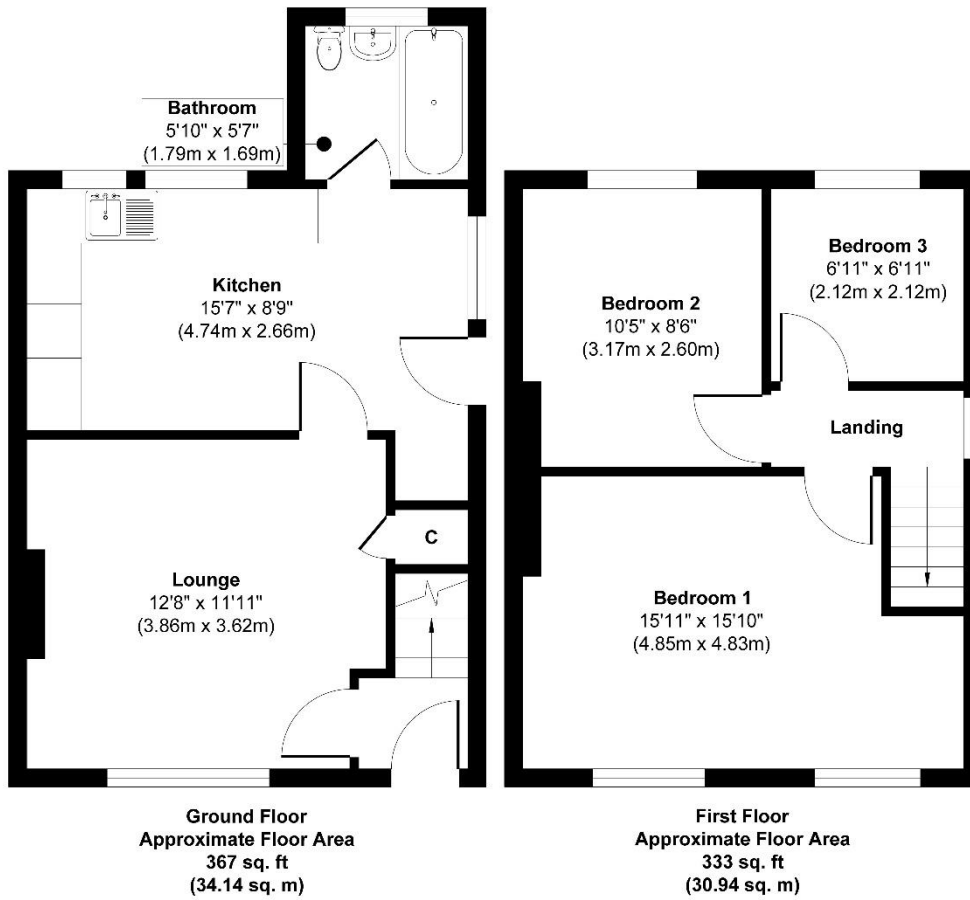 Bathroom
5'10" x 5'7"
(1.79m x 1.69m)
Kitchen
15'7" x 8'9"
(4.74m x 2.66m)
C
Lounge
12'8" x 11'11"
(3.86m x 3.62m)
Ground Floor
Approximate Floor Area
367 sq. ft
(34.14 sq. m)
Bedroom 3
6'11" x 6'11"
(2.12m x 2.12m)
Bedroom 2
10'5" x 8'6"
(3.17m x 2.60m)
Landing
Bedroom 1
15'11" x 15'10"
(4.85m x 4.83m)
First Floor
Approximate Floor Area
333 sq. ft
(30.94 sq. m)